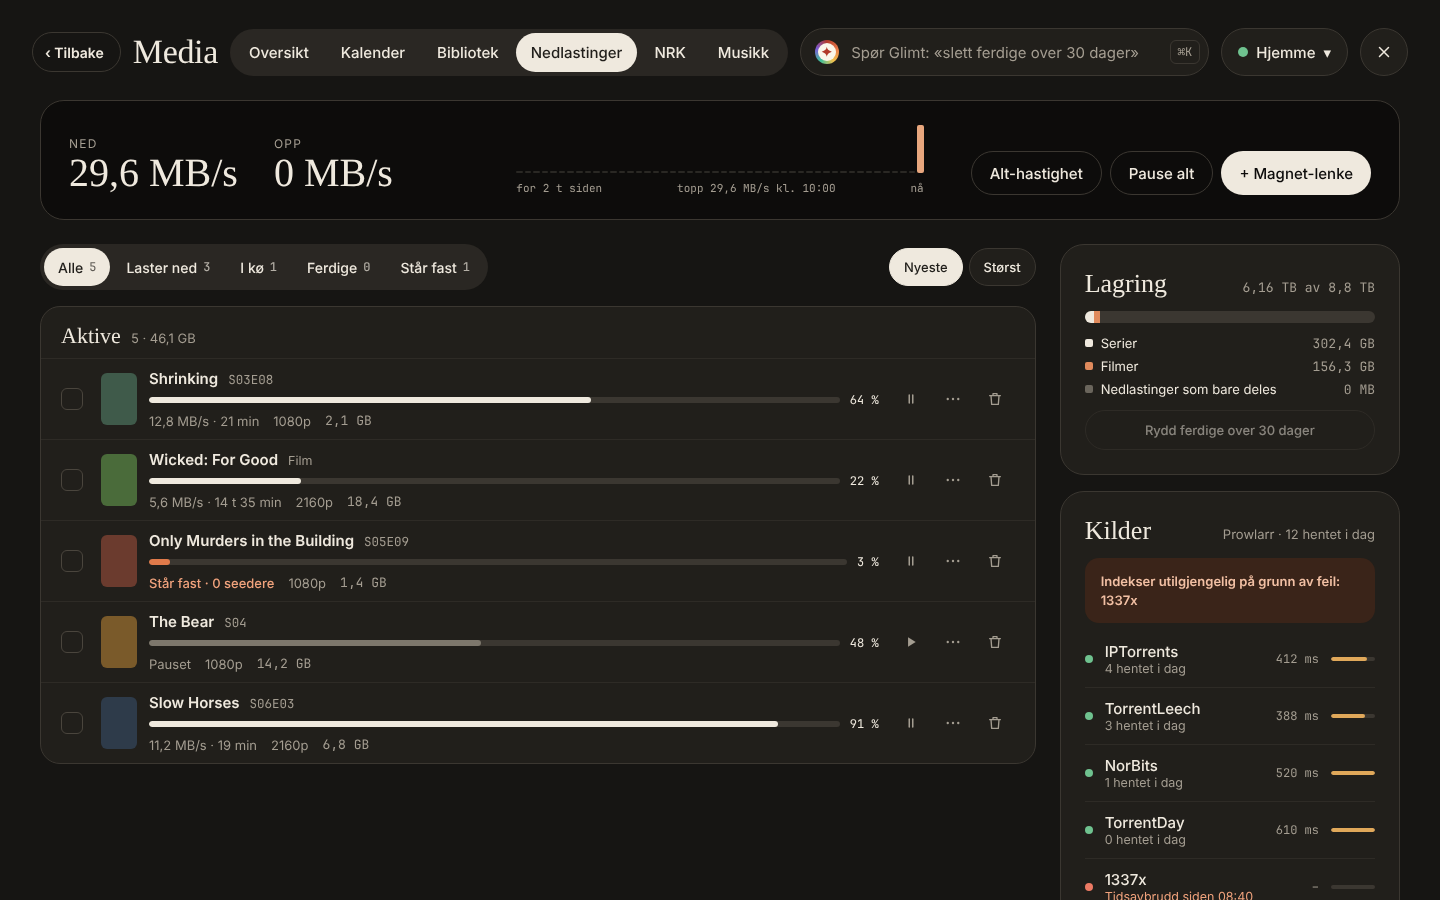 ‹ Tilbake
Media
Oversikt
Kalender
Bibliotek
Nedlastinger
NRK
Musikk
Spør Glimt: «slett ferdige over 30 dager»
⌘K
Hjemme ▾
NED
29,6 MB/s
OPP
0 MB/s
for 2 t siden
topp 29,6 MB/s kl. 10:00
nå
Alt-hastighet
Pause alt
+ Magnet-lenke
Alle 5
Laster ned 3
I kø 1
Ferdige 0
Står fast 1
Nyeste
Størst
Aktive 5 · 46,1 GB
Shrinking S03E08
64 %
12,8 MB/s · 21 min 1080p 2,1 GB
Wicked: For Good Film
22 %
5,6 MB/s · 14 t 35 min 2160p 18,4 GB
Only Murders in the Building S05E09
3 %
Står fast · 0 seedere 1080p 1,4 GB
The Bear S04
48 %
Pauset 1080p 14,2 GB
Slow Horses S06E03
91 %
11,2 MB/s · 19 min 2160p 6,8 GB
Lagring
6,16 TB av 8,8 TB
Serier 302,4 GB
Filmer 156,3 GB
Nedlastinger som bare deles 0 MB
Rydd ferdige over 30 dager
Kilder
Prowlarr · 12 hentet i dag
Indekser utilgjengelig på grunn av feil:
1337x
IPTorrents
4 hentet i dag
412 ms
TorrentLeech
3 hentet i dag
388 ms
NorBits
1 hentet i dag
520 ms
TorrentDay
0 hentet i dag
610 ms
1337x
–
Tidsavbrudd siden 08:40